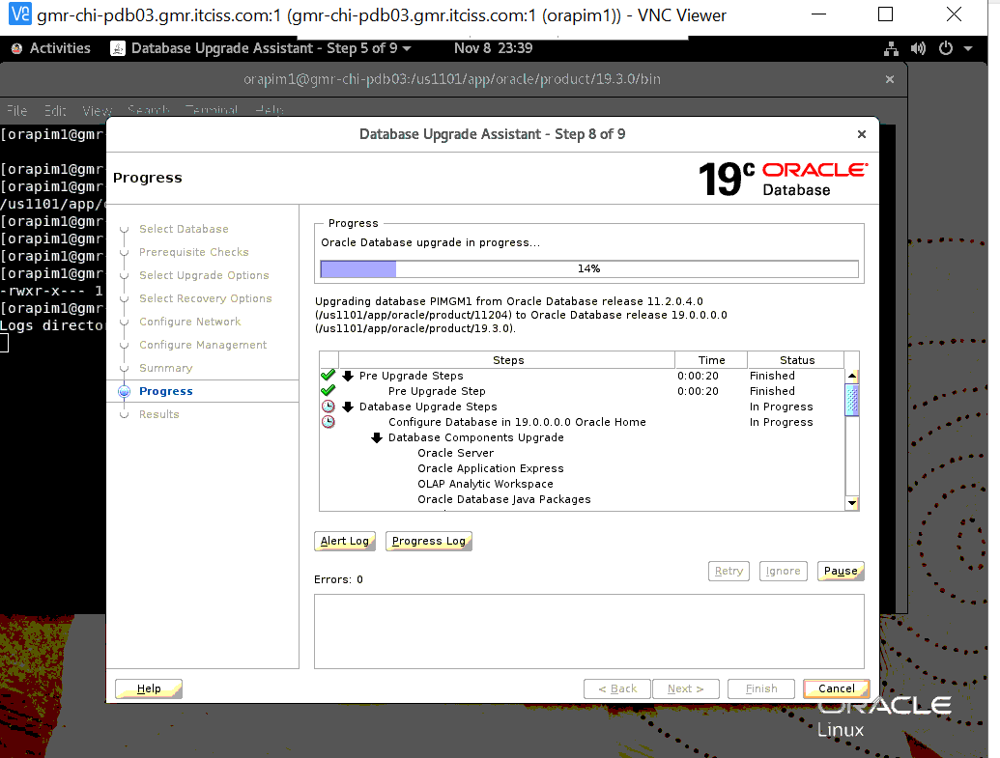 gmr-chi-pdb03.gmr.itciss.com:1 (gmr-chi-pdb03.gmr.itciss.com:1 (orapim1)) - VNC Viewer
Activities
Database Upgrade Assistant - Step 5 of 9
Nov 8 23:39
orapim1@gmr-chi-pdb03:/us1101/app/oracle/product/19.3.0/bin
File Edit View Search Terminal Help
[orapim1@gmr
[orapim1@gmr
[orapim1@gmr
/us1101/app/
[orapim1@gmr
[orapim1@gmr
[orapim1@gmr
[orapim1@gmr
-rwxr-x--- 1
[orapim1@gmr
Logs director
Database Upgrade Assistant - Step 8 of 9
Progress
19c ORACLE
Database
Select Database
Prerequisite Checks
Select Upgrade Options
Select Recovery Options
Configure Network
Configure Management
Summary
Progress
Results
Progress
Oracle Database upgrade in progress...
14%
Upgrading database PIMGM1 from Oracle Database release 11.2.0.4.0
(/us1101/app/oracle/product/11204) to Oracle Database release 19.0.0.0.0
(/us1101/app/oracle/product/19.3.0).
Steps Time Status
Pre Upgrade Steps 0:00:20 Finished
Pre Upgrade Step 0:00:20 Finished
Database Upgrade Steps In Progress
Configure Database in 19.0.0.0.0 Oracle Home In Progress
Database Components Upgrade
Oracle Server
Oracle Application Express
OLAP Analytic Workspace
Oracle Database Java Packages
Alert Log Progress Log
Retry Ignore Pause
Errors: 0
Help < Back Next > Finish Cancel
ORACLE
Linux